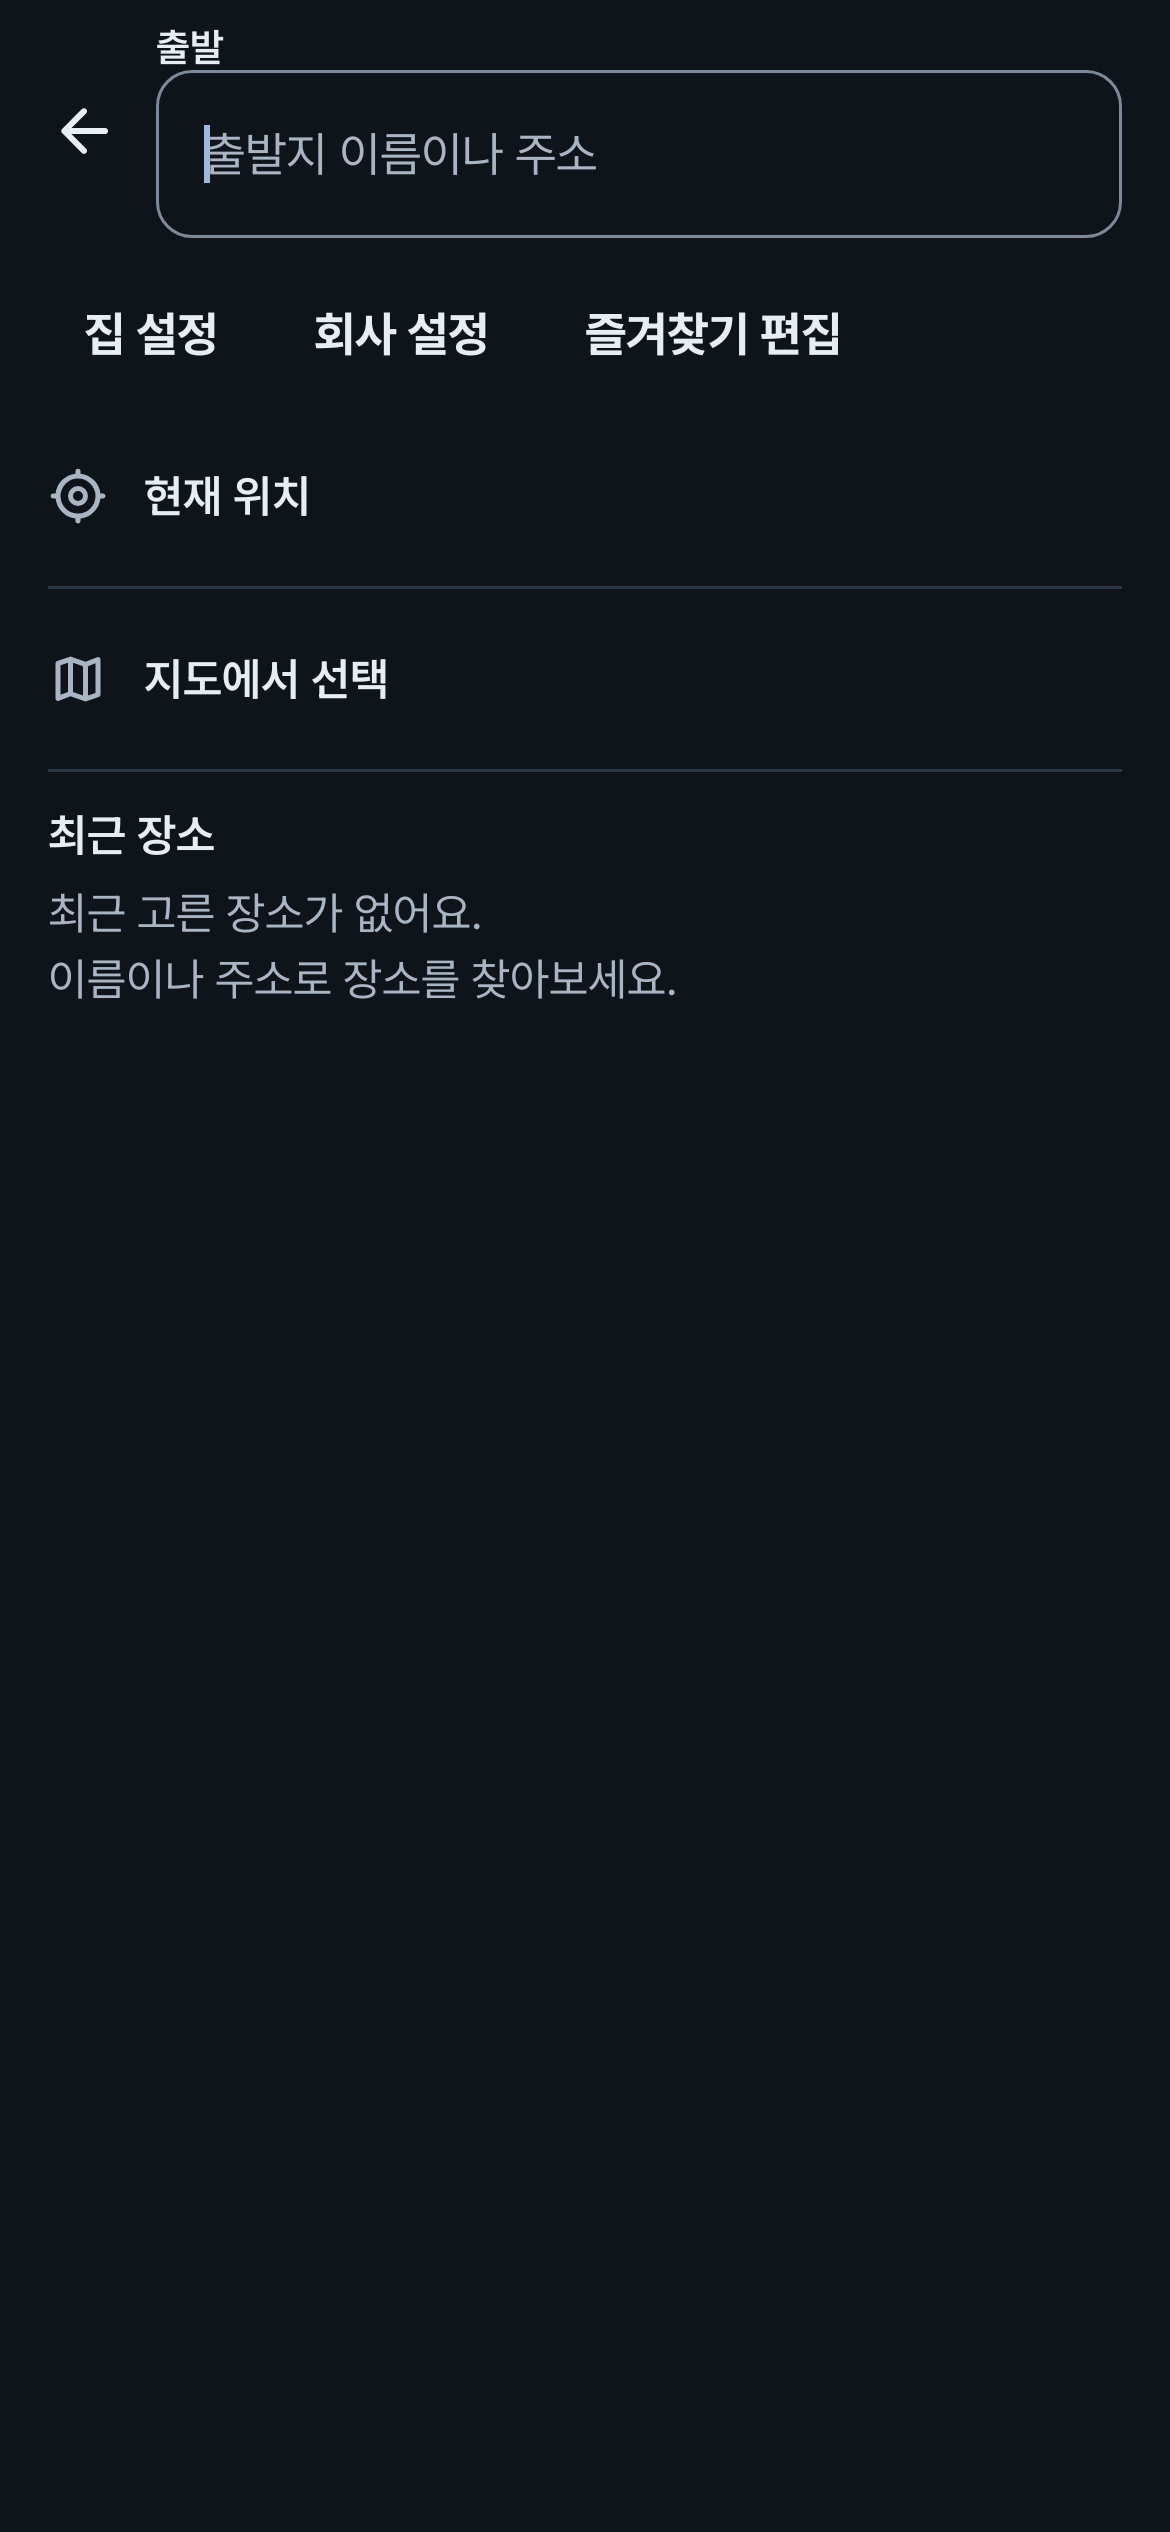 출발
출발지 이름이나 주소
집 설정 회사 설정 즐겨찾기 편집
현재 위치
지도에서 선택
최근 장소
최근 고른 장소가 없어요.
이름이나 주소로 장소를 찾아보세요.